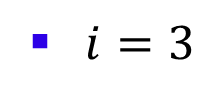 ▪ i = 3